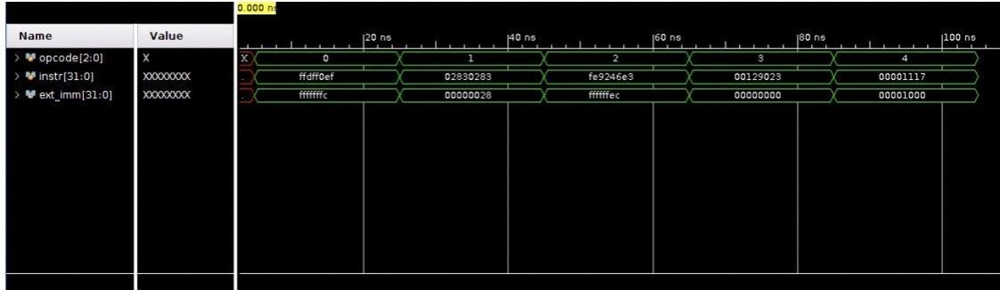 0.000 ns
Name Value
20 ns 40 ns 60 ns 80 ns 100 ns
opcode[2:0] X X 0 1 2 3 4
instr[31:0] XXXXXXXX . ffdff0ef 02830283 fe9246e3 00129023 00001117
ext_imm[31:0] XXXXXXXX . fffffffc 00000028 ffffffec 00000000 00001000